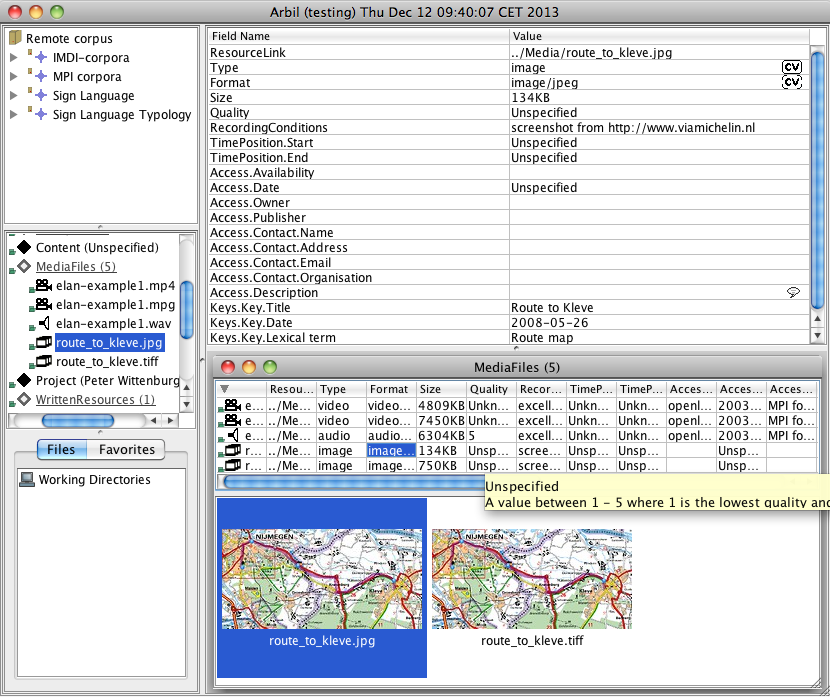 Arbil (testing) Thu Dec 12 09:40:07 CET 2013
Remote corpus
IMDI-corpora
MPI corpora
Sign Language
Sign Language Typology
Content (Unspecified)
MediaFiles (5)
elan-example1.mp4
elan-example1.mpg
elan-example1.wav
route_to_kleve.jpg
route_to_kleve.tiff
Project (Peter Wittenburg
WrittenResources (1)
Files Favorites
Working Directories
Field Name Value
ResourceLink ../Media/route_to_kleve.jpg
Type image CV
Format image/jpeg CV
Size 134KB
Quality Unspecified
RecordingConditions screenshot from http://www.viamichelin.nl
TimePosition.Start Unspecified
TimePosition.End Unspecified
Access.Availability
Access.Date Unspecified
Access.Owner
Access.Publisher
Access.Contact.Name
Access.Contact.Address
Access.Contact.Email
Access.Contact.Organisation
Access.Description
Keys.Key.Title Route to Kleve
Keys.Key.Date 2008-05-26
Keys.Key.Lexical term Route map
MediaFiles (5)
Resou... Type Format Size Quality Recor... TimeP... TimeP... Acces... Acces... Acces...
e... ../Me... video video... 4809KB Unkn... excell... Unkn... Unkn... openl... 2003... MPI fo...
e... ../Me... video video... 7450KB Unkn... excell... Unkn... Unkn... openl... 2003... MPI fo...
e... ../Me... audio audio... 6304KB 5 excell... Unkn... Unkn... openl... 2003... MPI fo...
r... ../Me... image image... 134KB Unsp... scree... Unsp... Unsp... Unsp...
r... ../Me... image image... 750KB Unsp... scree... Unsp... Unsp... Unsp...
Unspecified
A value between 1 - 5 where 1 is the lowest quality and
NIJMEGEN
Kleve
NIJMEGEN
Kleve
route_to_kleve.jpg
route_to_kleve.tiff